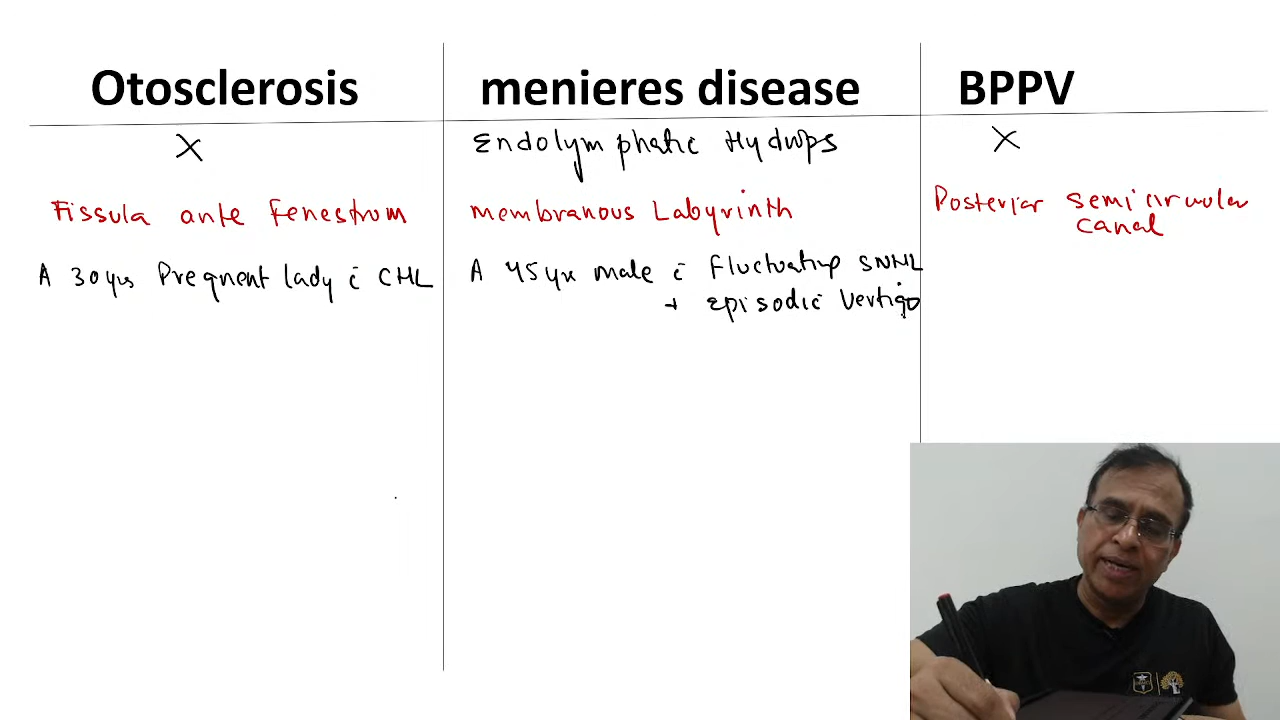 Otosclerosis
menieres disease
BPPV
X
Endolymphatic Hydrops
X
Fissula ante Fenestrum
membranous Labyrinth
Posterior semicircular
canal
A 30yrs Pregnent lady c̄ CHL
A 45yr male c̄ Fluctuating SNHL
+ Episodic Vertigo